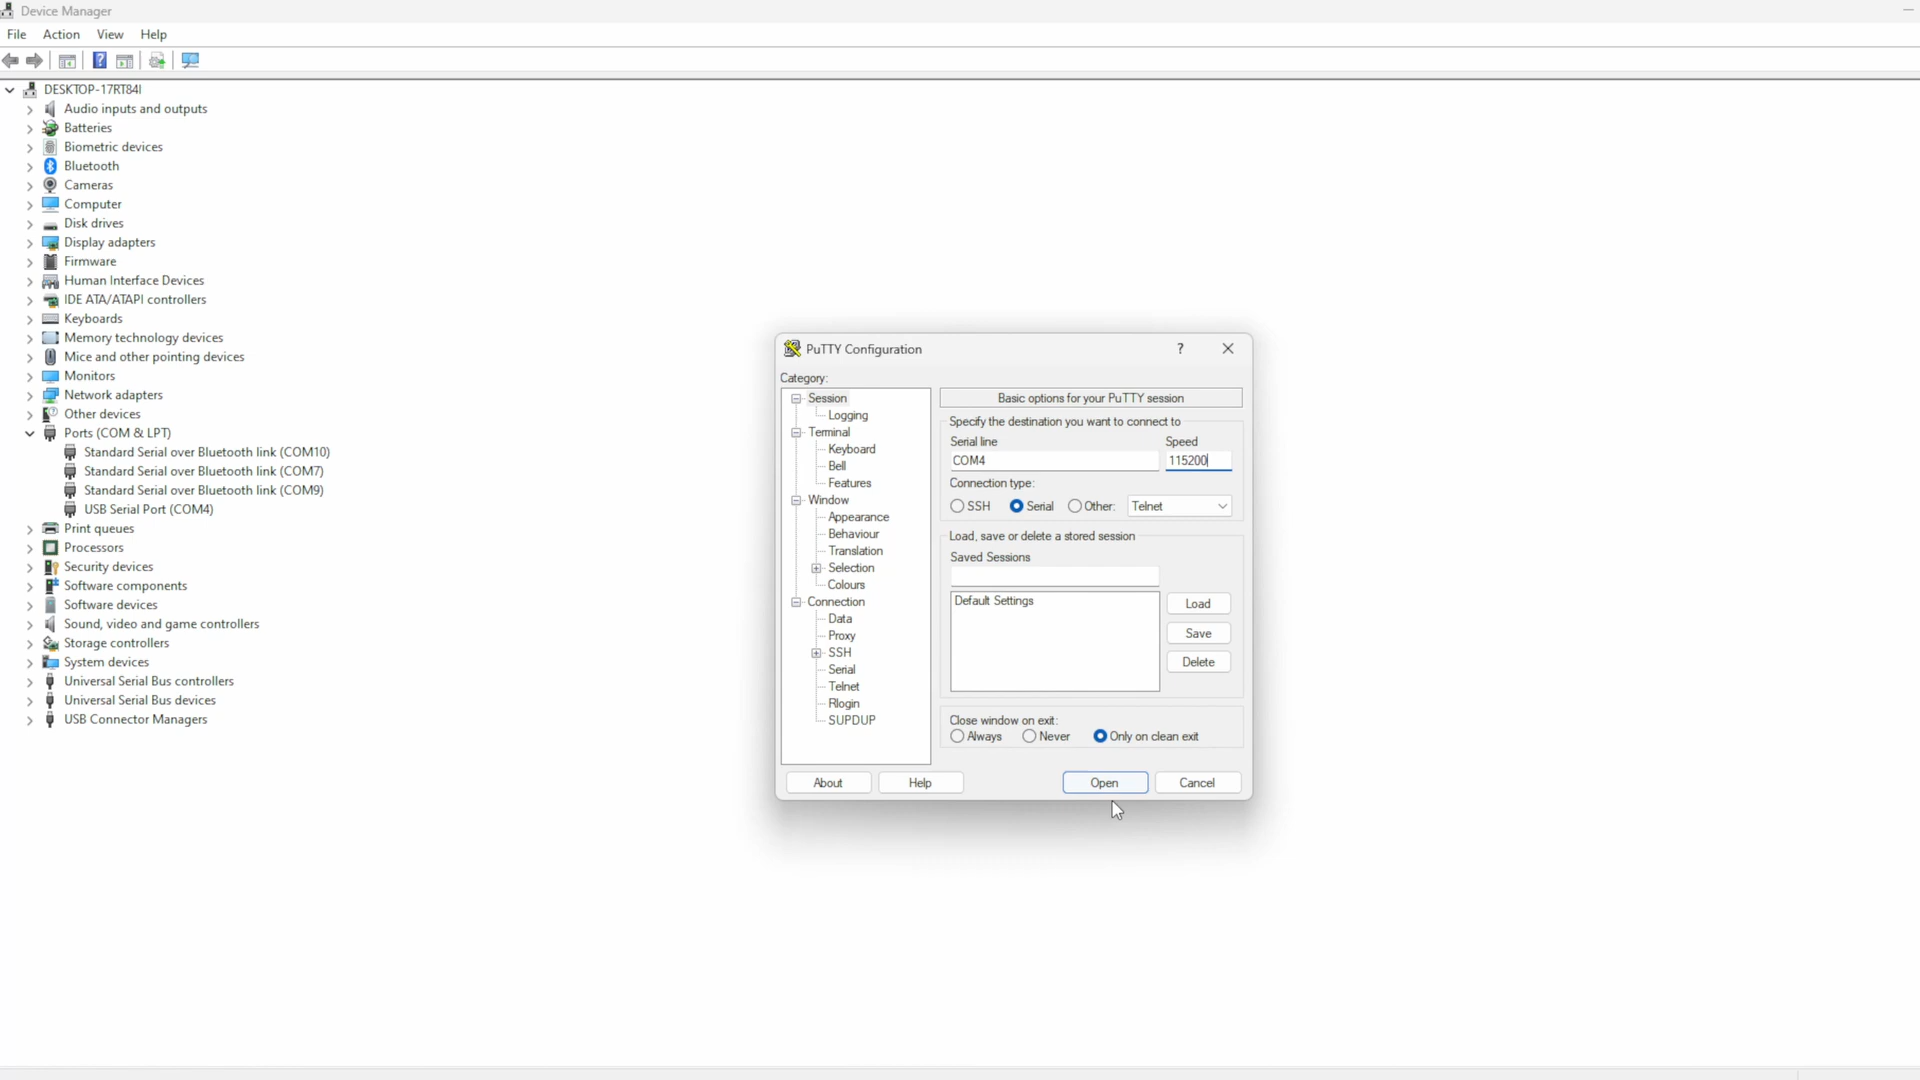 Device Manager
File Action View Help
DESKTOP-17RT84I
Audio inputs and outputs
Batteries
Biometric devices
Bluetooth
Cameras
Computer
Disk drives
Display adapters
Firmware
Human Interface Devices
IDE ATA/ATAPI controllers
Keyboards
Memory technology devices
Mice and other pointing devices
Monitors
Network adapters
Other devices
Ports (COM & LPT)
Standard Serial over Bluetooth link (COM10)
Standard Serial over Bluetooth link (COM7)
Standard Serial over Bluetooth link (COM9)
USB Serial Port (COM4)
Print queues
Processors
Security devices
Software components
Software devices
Sound, video and game controllers
Storage controllers
System devices
Universal Serial Bus controllers
Universal Serial Bus devices
USB Connector Managers
PuTTY Configuration
Category:
Session
Logging
Terminal
Keyboard
Bell
Features
Window
Appearance
Behaviour
Translation
Selection
Colours
Connection
Data
Proxy
SSH
Serial
Telnet
Rlogin
SUPDUP
Basic options for your PuTTY session
Specify the destination you want to connect to
Serial line Speed
COM4 115200
Connection type:
SSH Serial Other: Telnet
Load, save or delete a stored session
Saved Sessions
Default Settings
Load
Save
Delete
Close window on exit:
Always Never Only on clean exit
About Help Open Cancel